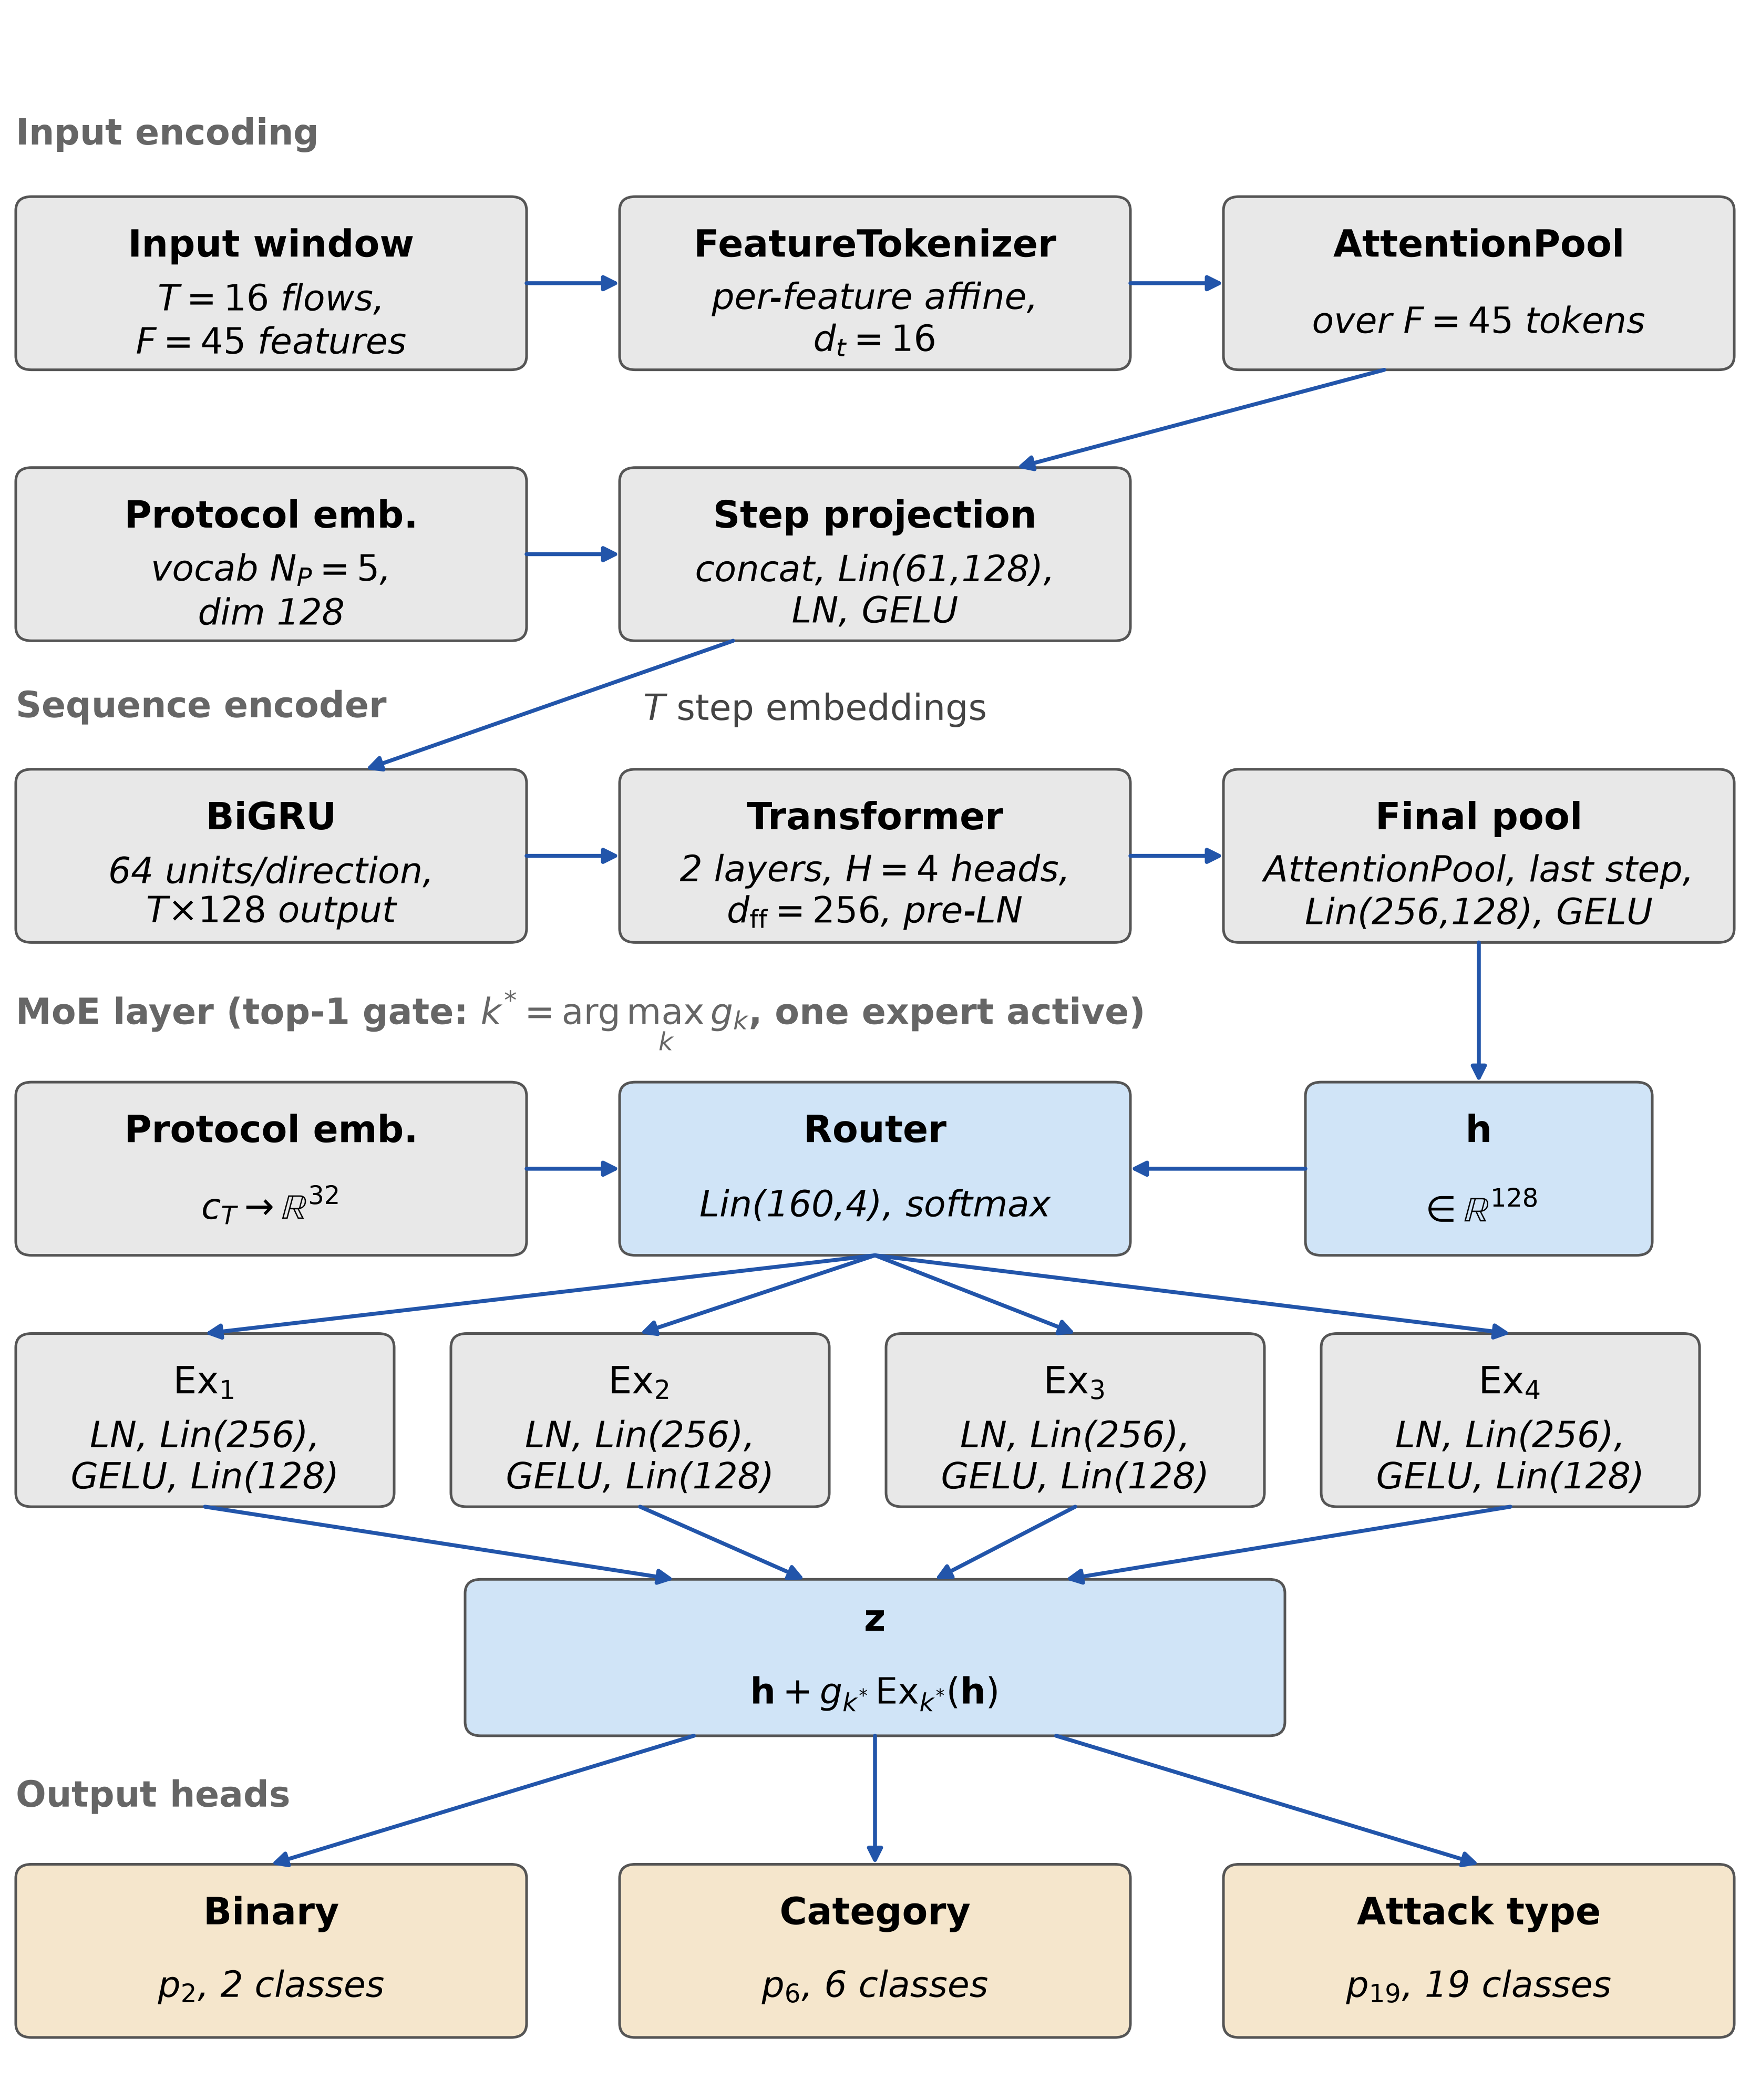 Input encoding
Input window
T = 16 flows,
F = 45 features
FeatureTokenizer
per-feature affine,
dₜ = 16
AttentionPool
over F = 45 tokens
Protocol emb.
vocab N_P = 5,
dim 128
Step projection
concat, Lin(61,128),
LN, GELU
Sequence encoder
T step embeddings
BiGRU
64 units/direction,
T×128 output
Transformer
2 layers, H = 4 heads,
d_ff = 256, pre-LN
Final pool
AttentionPool, last step,
Lin(256,128), GELU
MoE layer (top-1 gate: k* = arg max_k g_k, one expert active)
Protocol emb.
c_T → ℝ³²
Router
Lin(160,4), softmax
h
∈ ℝ¹²⁸
Ex₁
LN, Lin(256),
GELU, Lin(128)
Ex₂
LN, Lin(256),
GELU, Lin(128)
Ex₃
LN, Lin(256),
GELU, Lin(128)
Ex₄
LN, Lin(256),
GELU, Lin(128)
z
h + g_{k*} Ex_{k*}(h)
Output heads
Binary
p₂, 2 classes
Category
p₆, 6 classes
Attack type
p₁₉, 19 classes